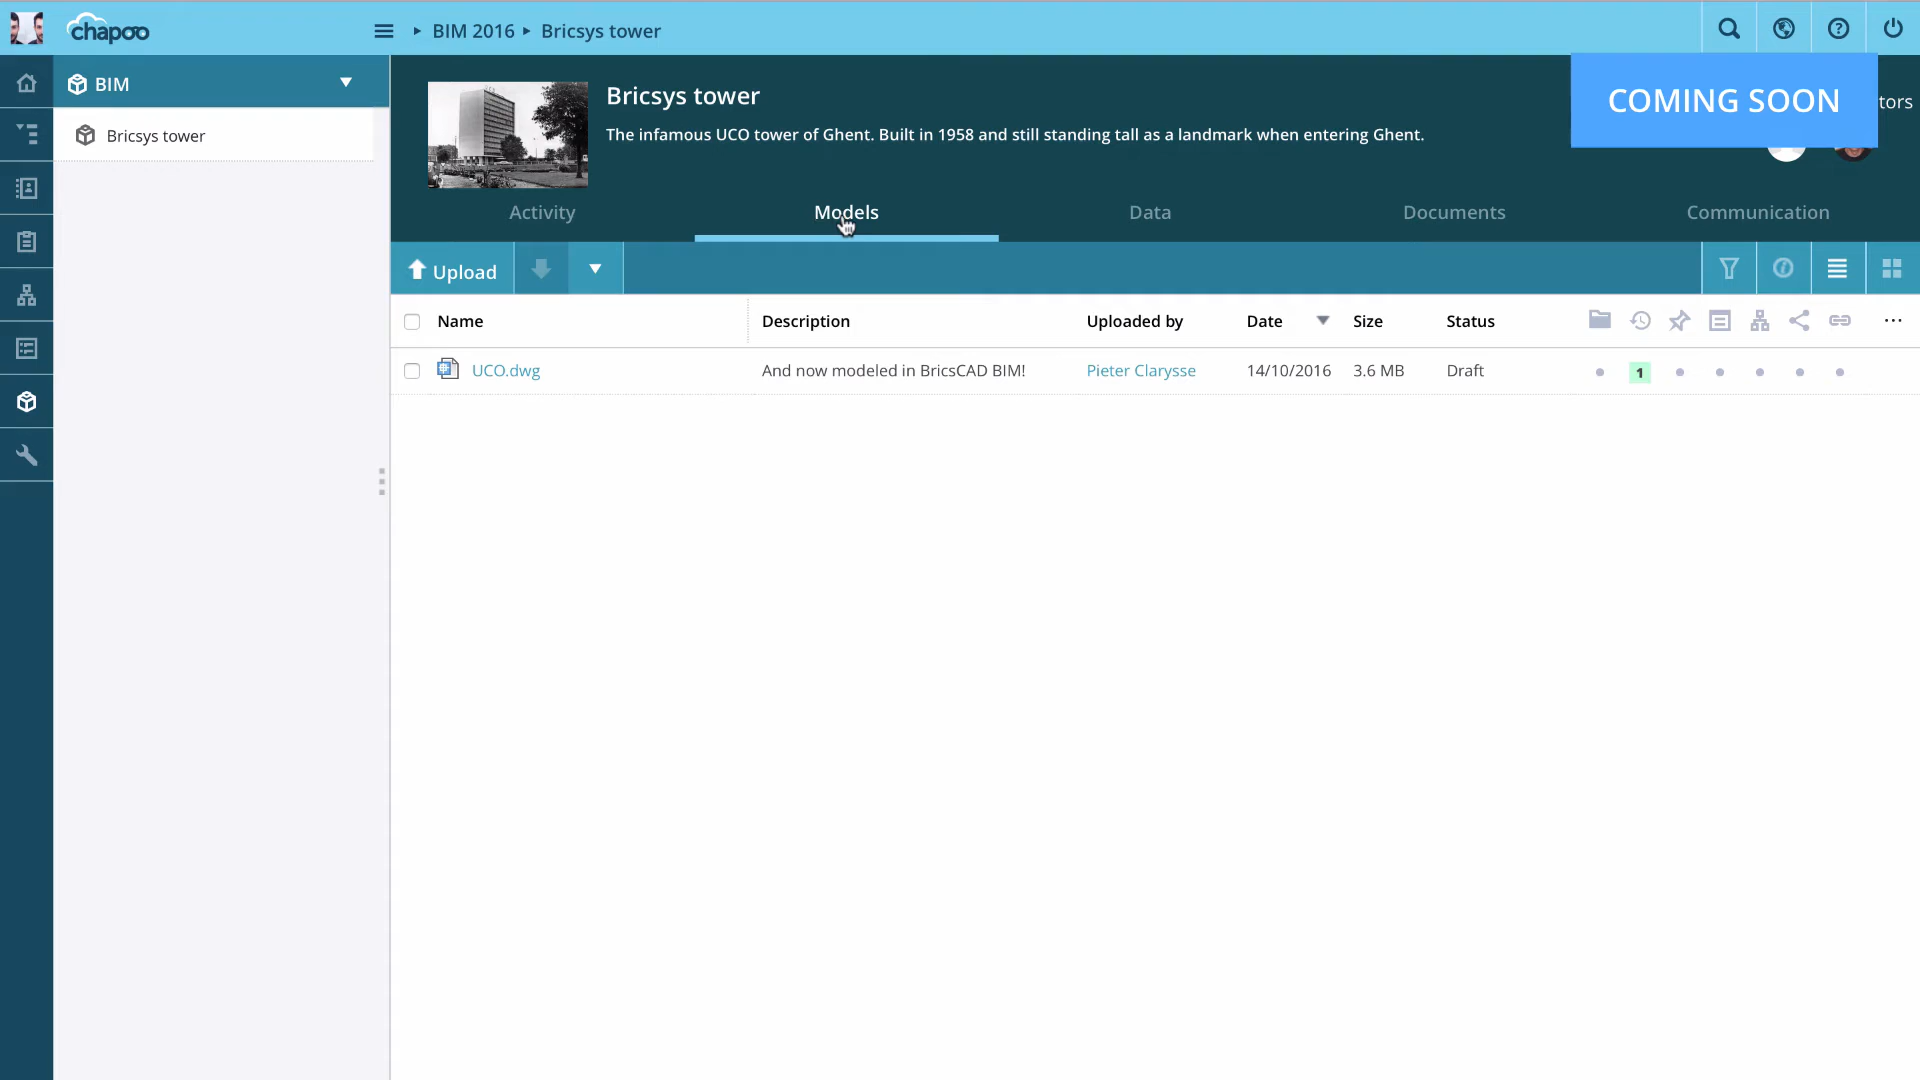 chapoo
BIM 2016 Bricsys tower
BIM
Bricsys tower
Bricsys tower
The infamous UCO tower of Ghent. Built in 1958 and still standing tall as a landmark when entering Ghent.
COMING SOON
tors
Activity Models Data Documents Communication
Upload
Name Description Uploaded by Date Size Status
UCO.dwg And now modeled in BricsCAD BIM! Pieter Clarysse 14/10/2016 3.6 MB Draft 1